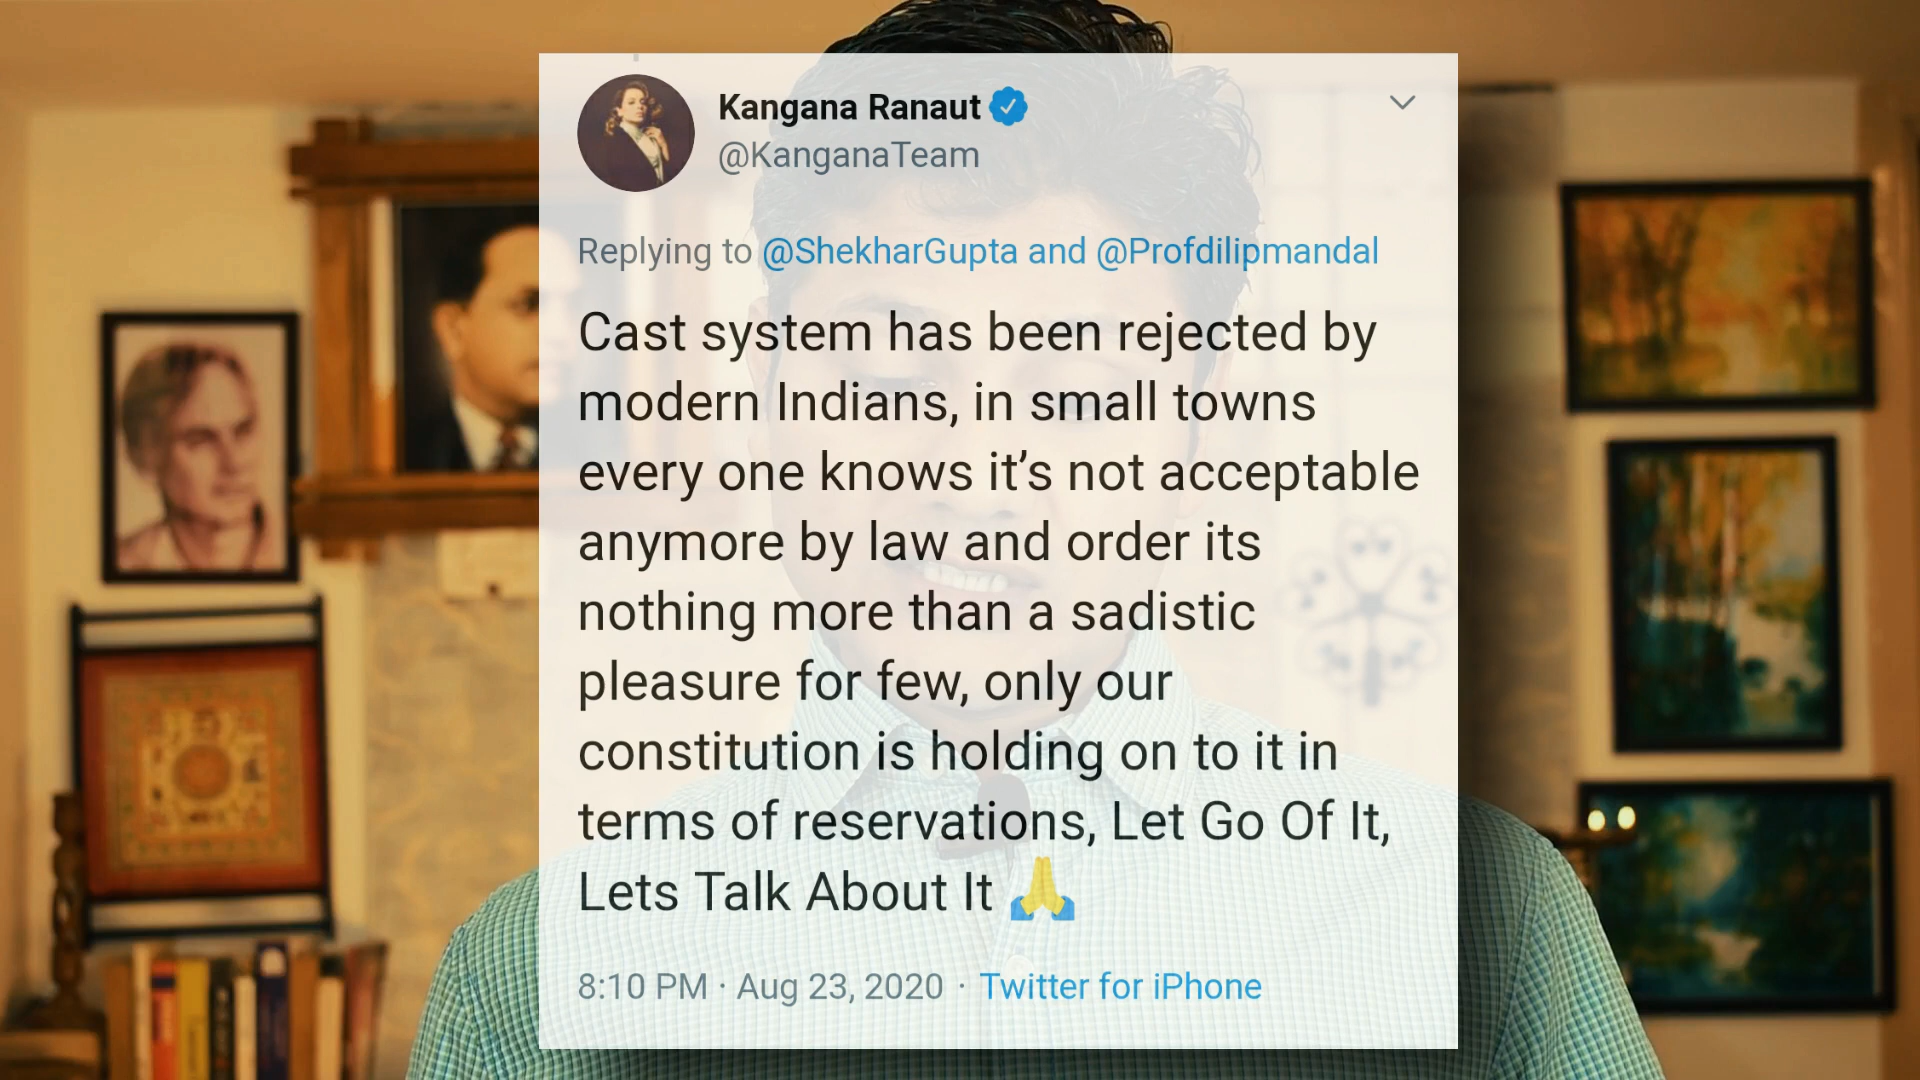 Kangana Ranaut
@KanganaTeam
Replying to @ShekharGupta and @Profdilipmandal
Cast system has been rejected by
modern Indians, in small towns
every one knows it’s not acceptable
anymore by law and order its
nothing more than a sadistic
pleasure for few, only our
constitution is holding on to it in
terms of reservations, Let Go Of It,
Lets Talk About It 🙏
8:10 PM · Aug 23, 2020 · Twitter for iPhone